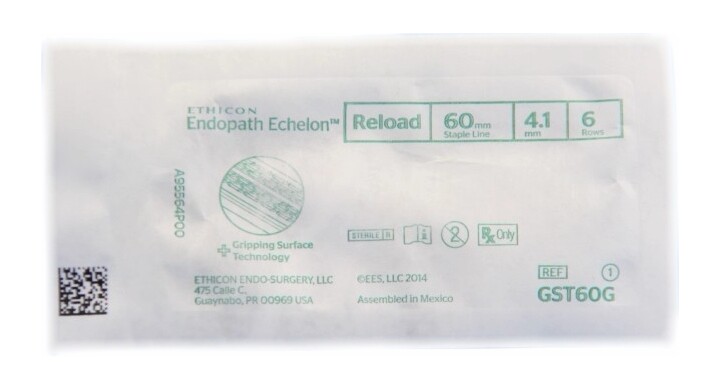 ETHICON
Endopath Echelon™
Reload
60mm
Staple Line
4.1
mm
6
Rows
A95564P00
Gripping Surface
Technology
STERILE R
Rx Only
ETHICON ENDO-SURGERY, LLC
475 Calle C,
Guaynabo, PR 00969 USA
©EES, LLC 2014
Assembled in Mexico
REF
1
GST60G